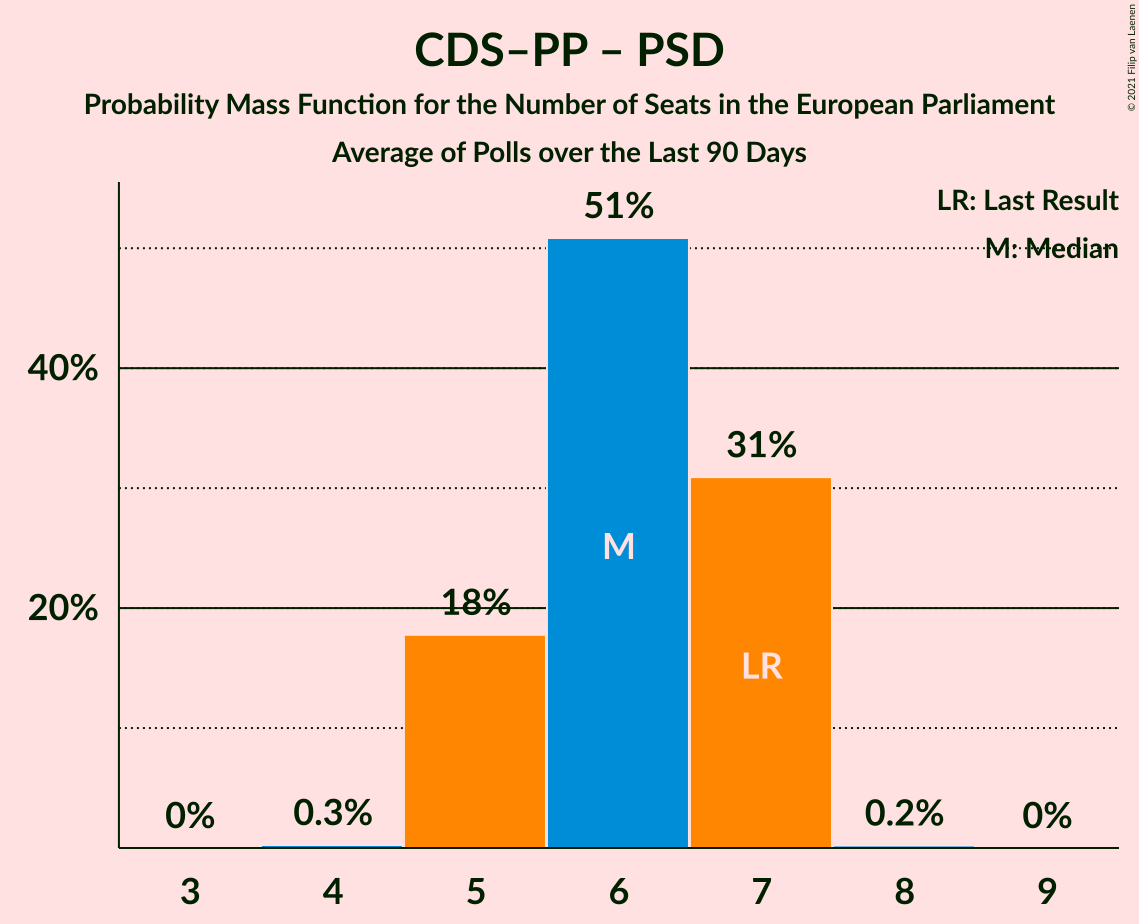 CDS–PP – PSD
Probability Mass Function for the Number of Seats in the European Parliament
Average of Polls over the Last 90 Days
© 2021 Filip van Laenen
LR: Last Result
M: Median
51%
40%
31%
M
20%
18%
LR
0%
0.3%
0.2%
0%
3 4 5 6 7 8 9